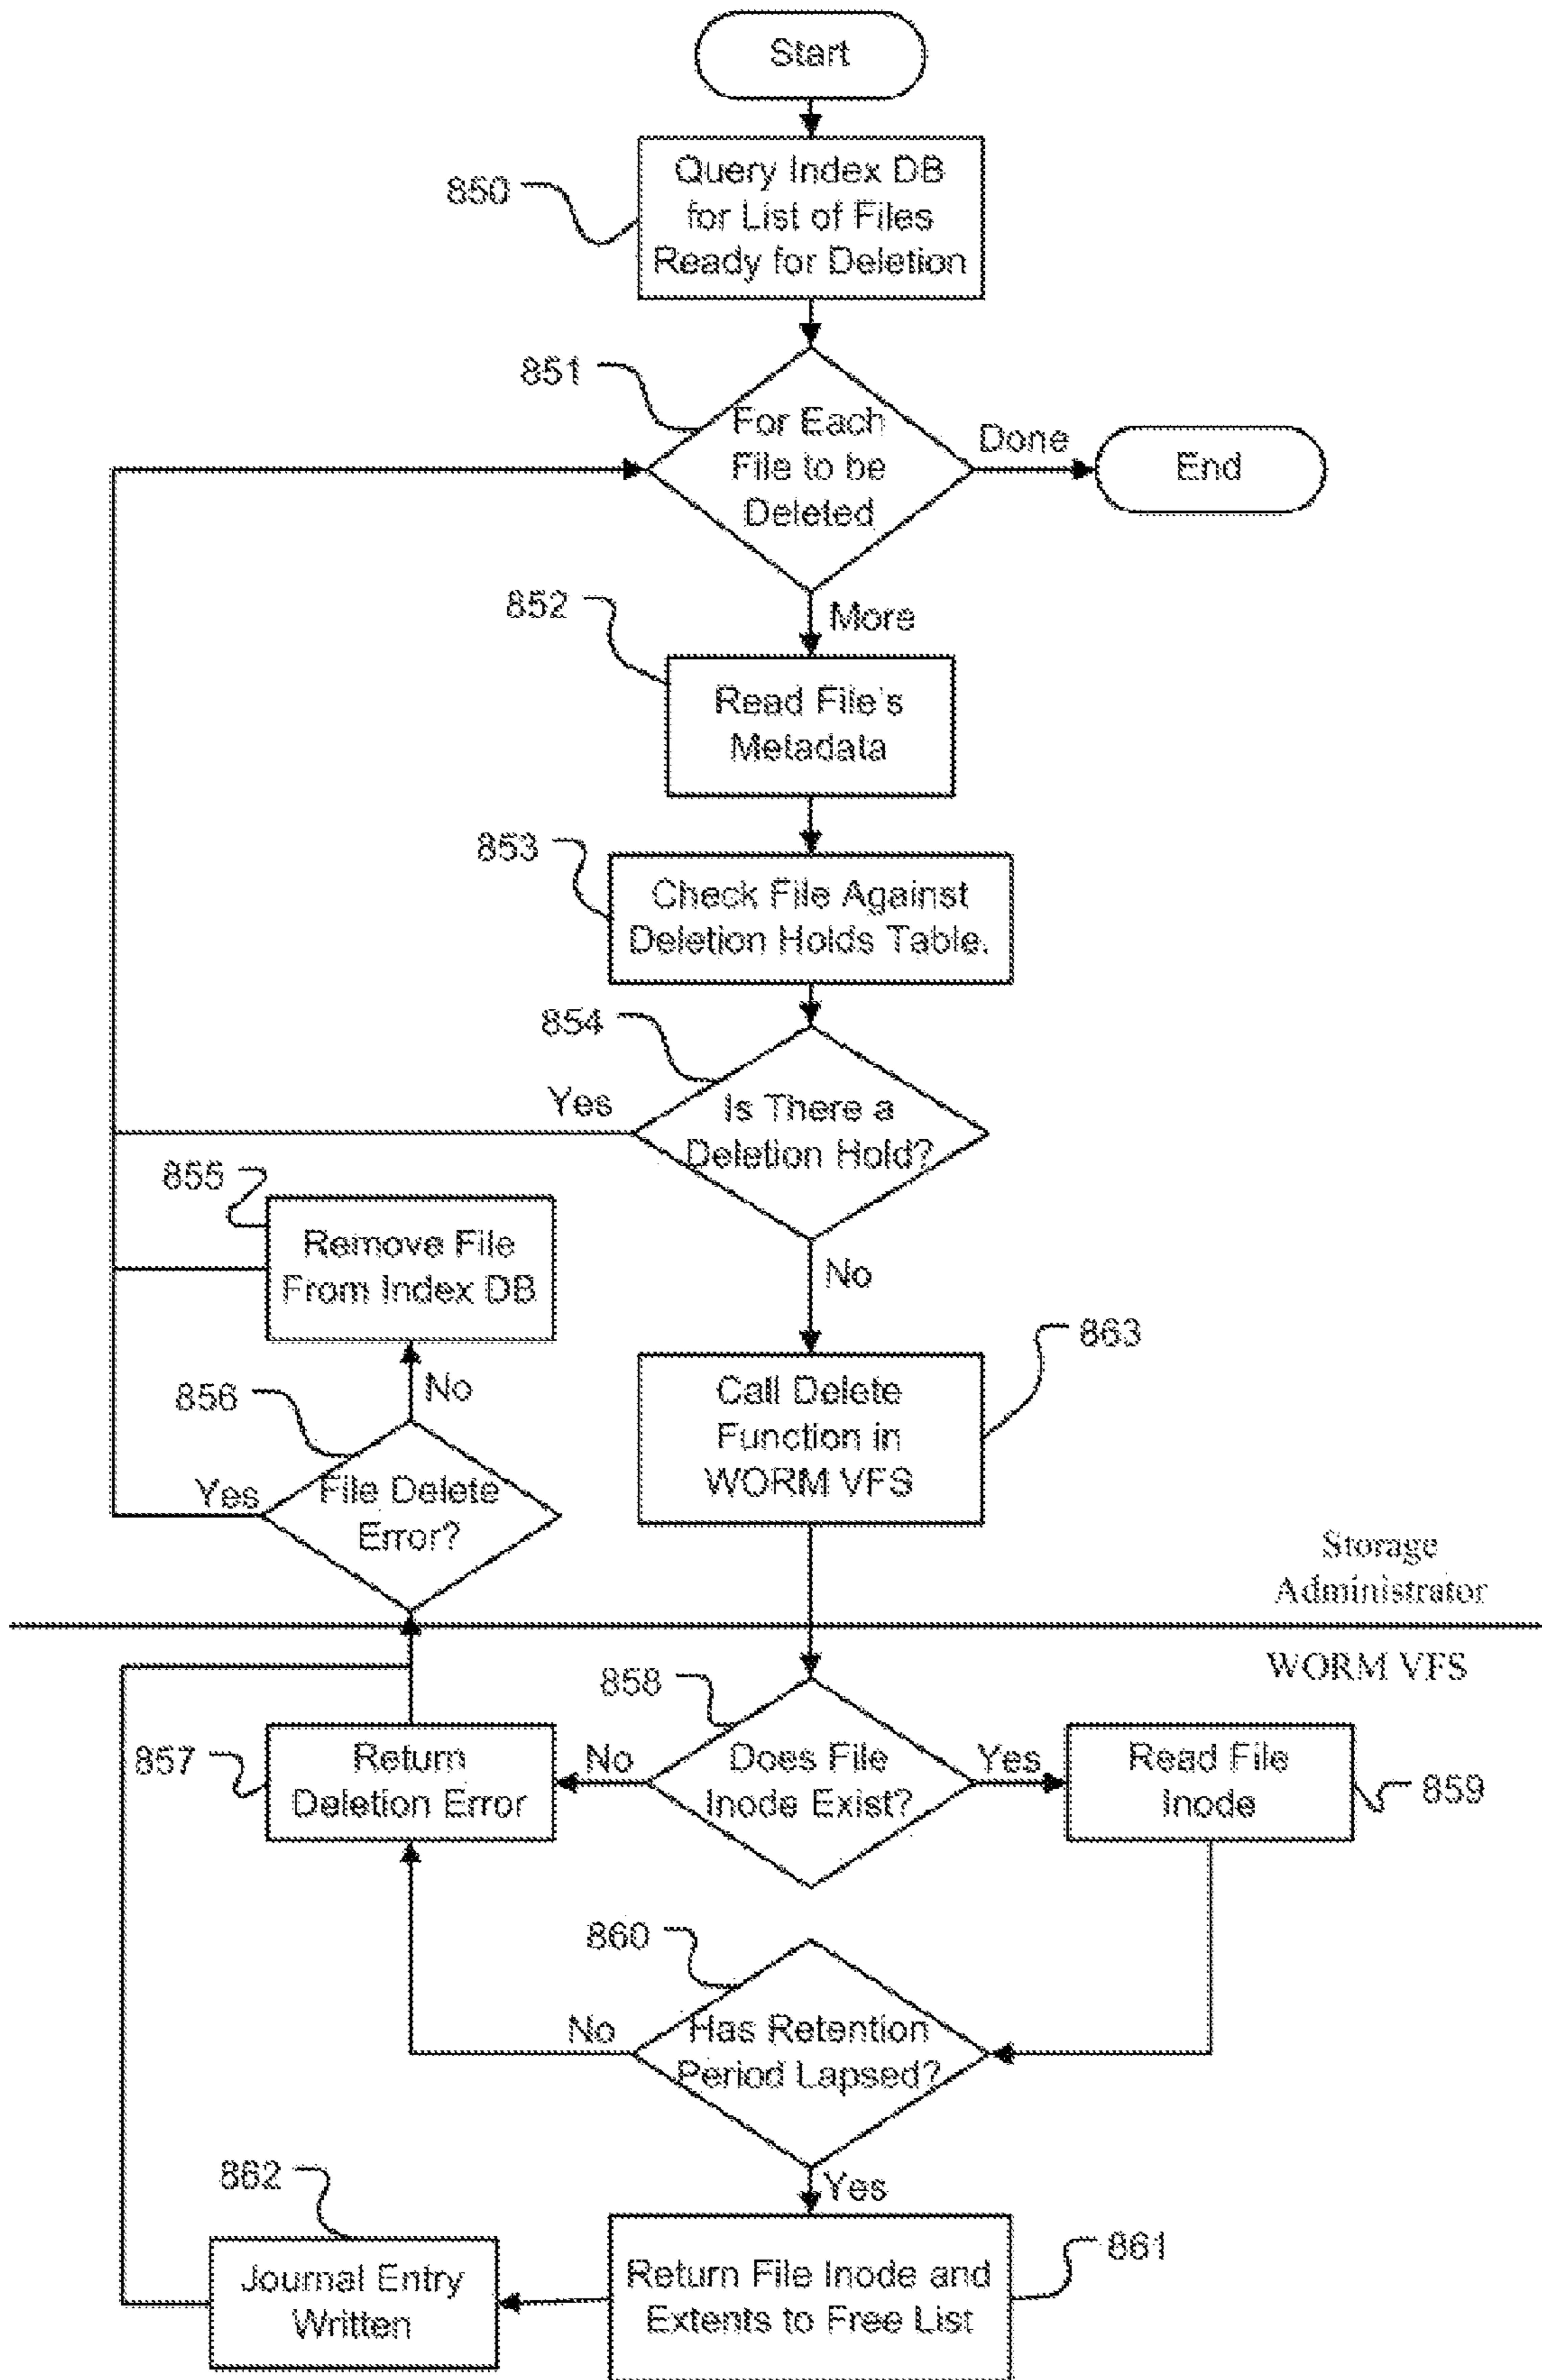 Start
850
Query Index DB
for List of Files
Ready for Deletion
851
For Each
File to be
Deleted
Done
End
More
852
Read File's
Metadata
853
Check File Against
Deletion Holds Table.
854
Is There a
Deletion Hold?
Yes
No
855
Remove File
From Index DB
No
856
File Delete
Error?
Yes
863
Call Delete
Function in
WORM VFS
Storage
Administrator
WORM VFS
858
Does File
Inode Exist?
No
Yes
857
Return
Deletion Error
Read File
Inode
859
860
Has Retention
Period Lapsed?
No
Yes
862
Journal Entry
Written
Return File Inode and
Extents to Free List
861